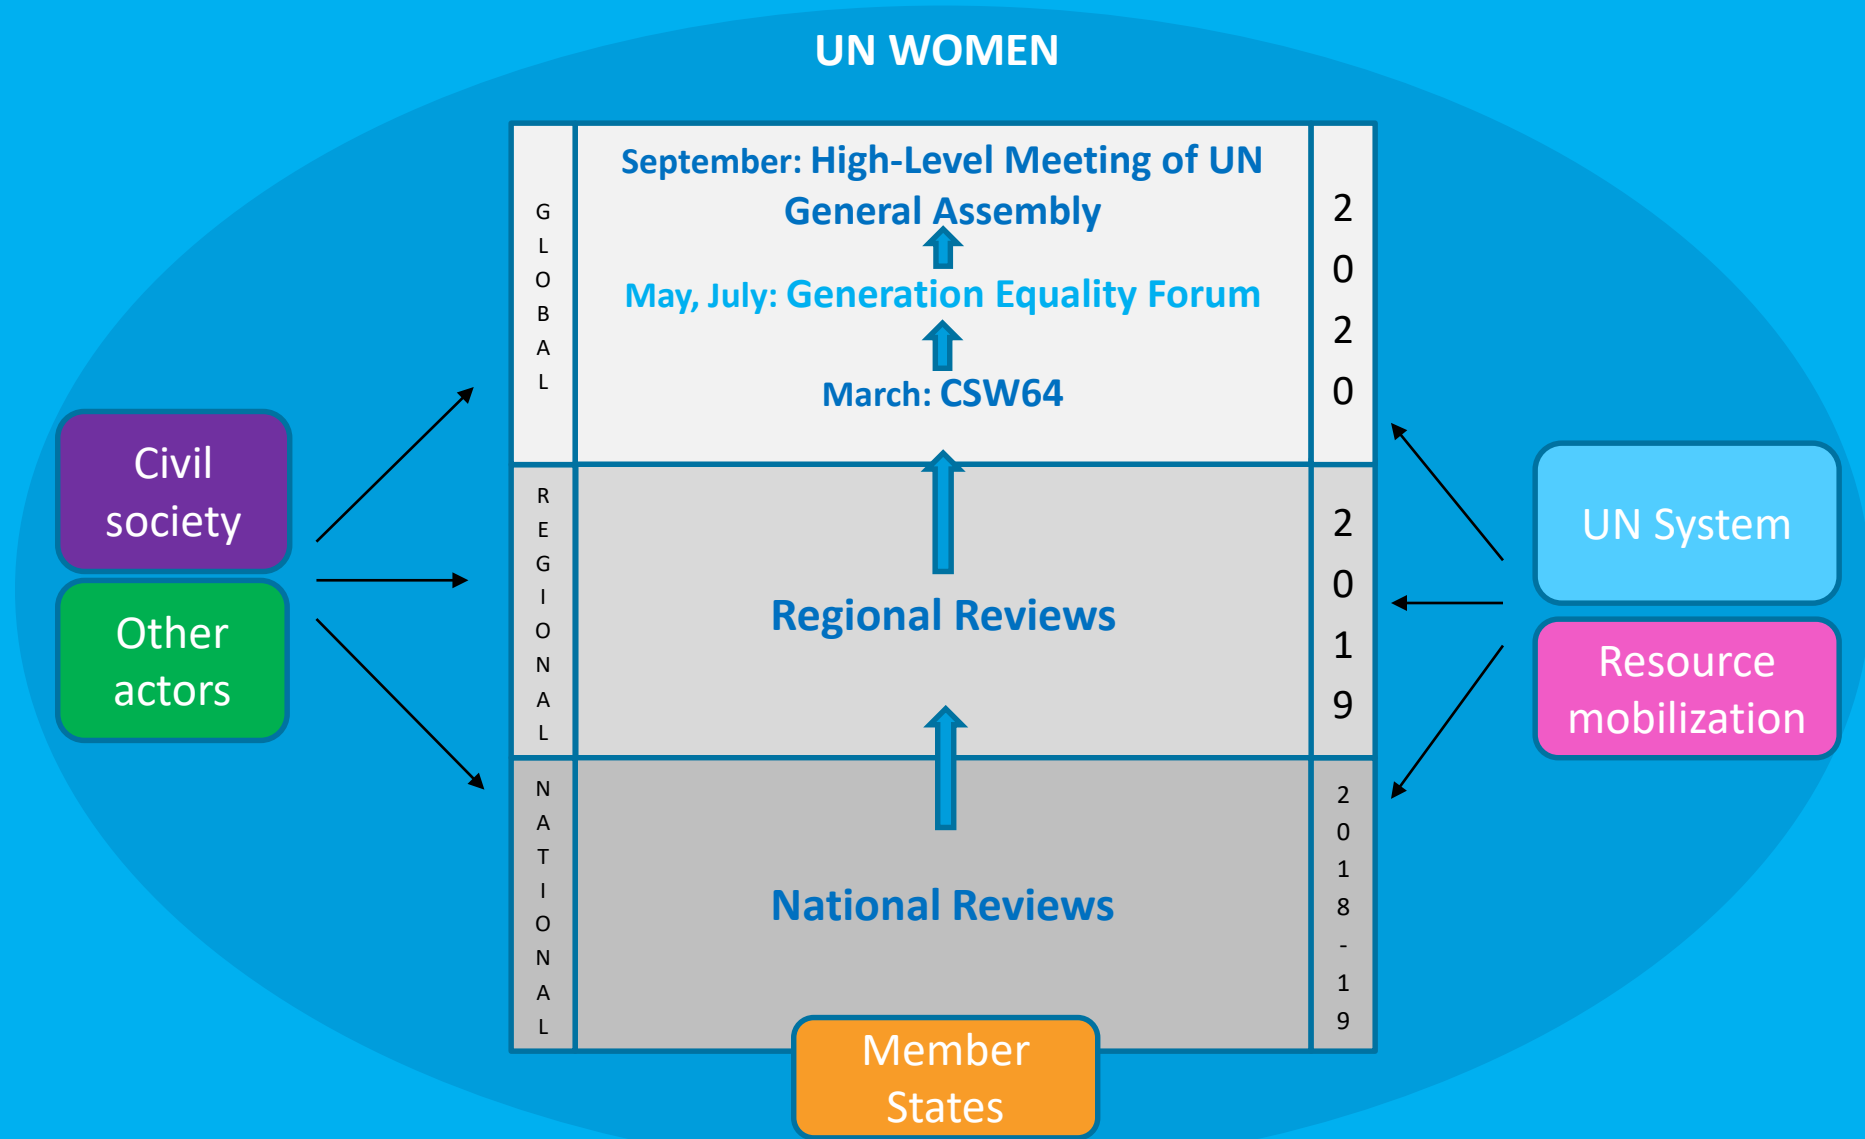 UN WOMEN
GLOBAL
September: High-Level Meeting of UN
General Assembly
May, July: Generation Equality Forum
March: CSW64
2020
Civil
society
Other
actors
REGIONAL
Regional Reviews
2019
UN System
Resource
mobilization
NATIONAL
National Reviews
2018-19
Member
States